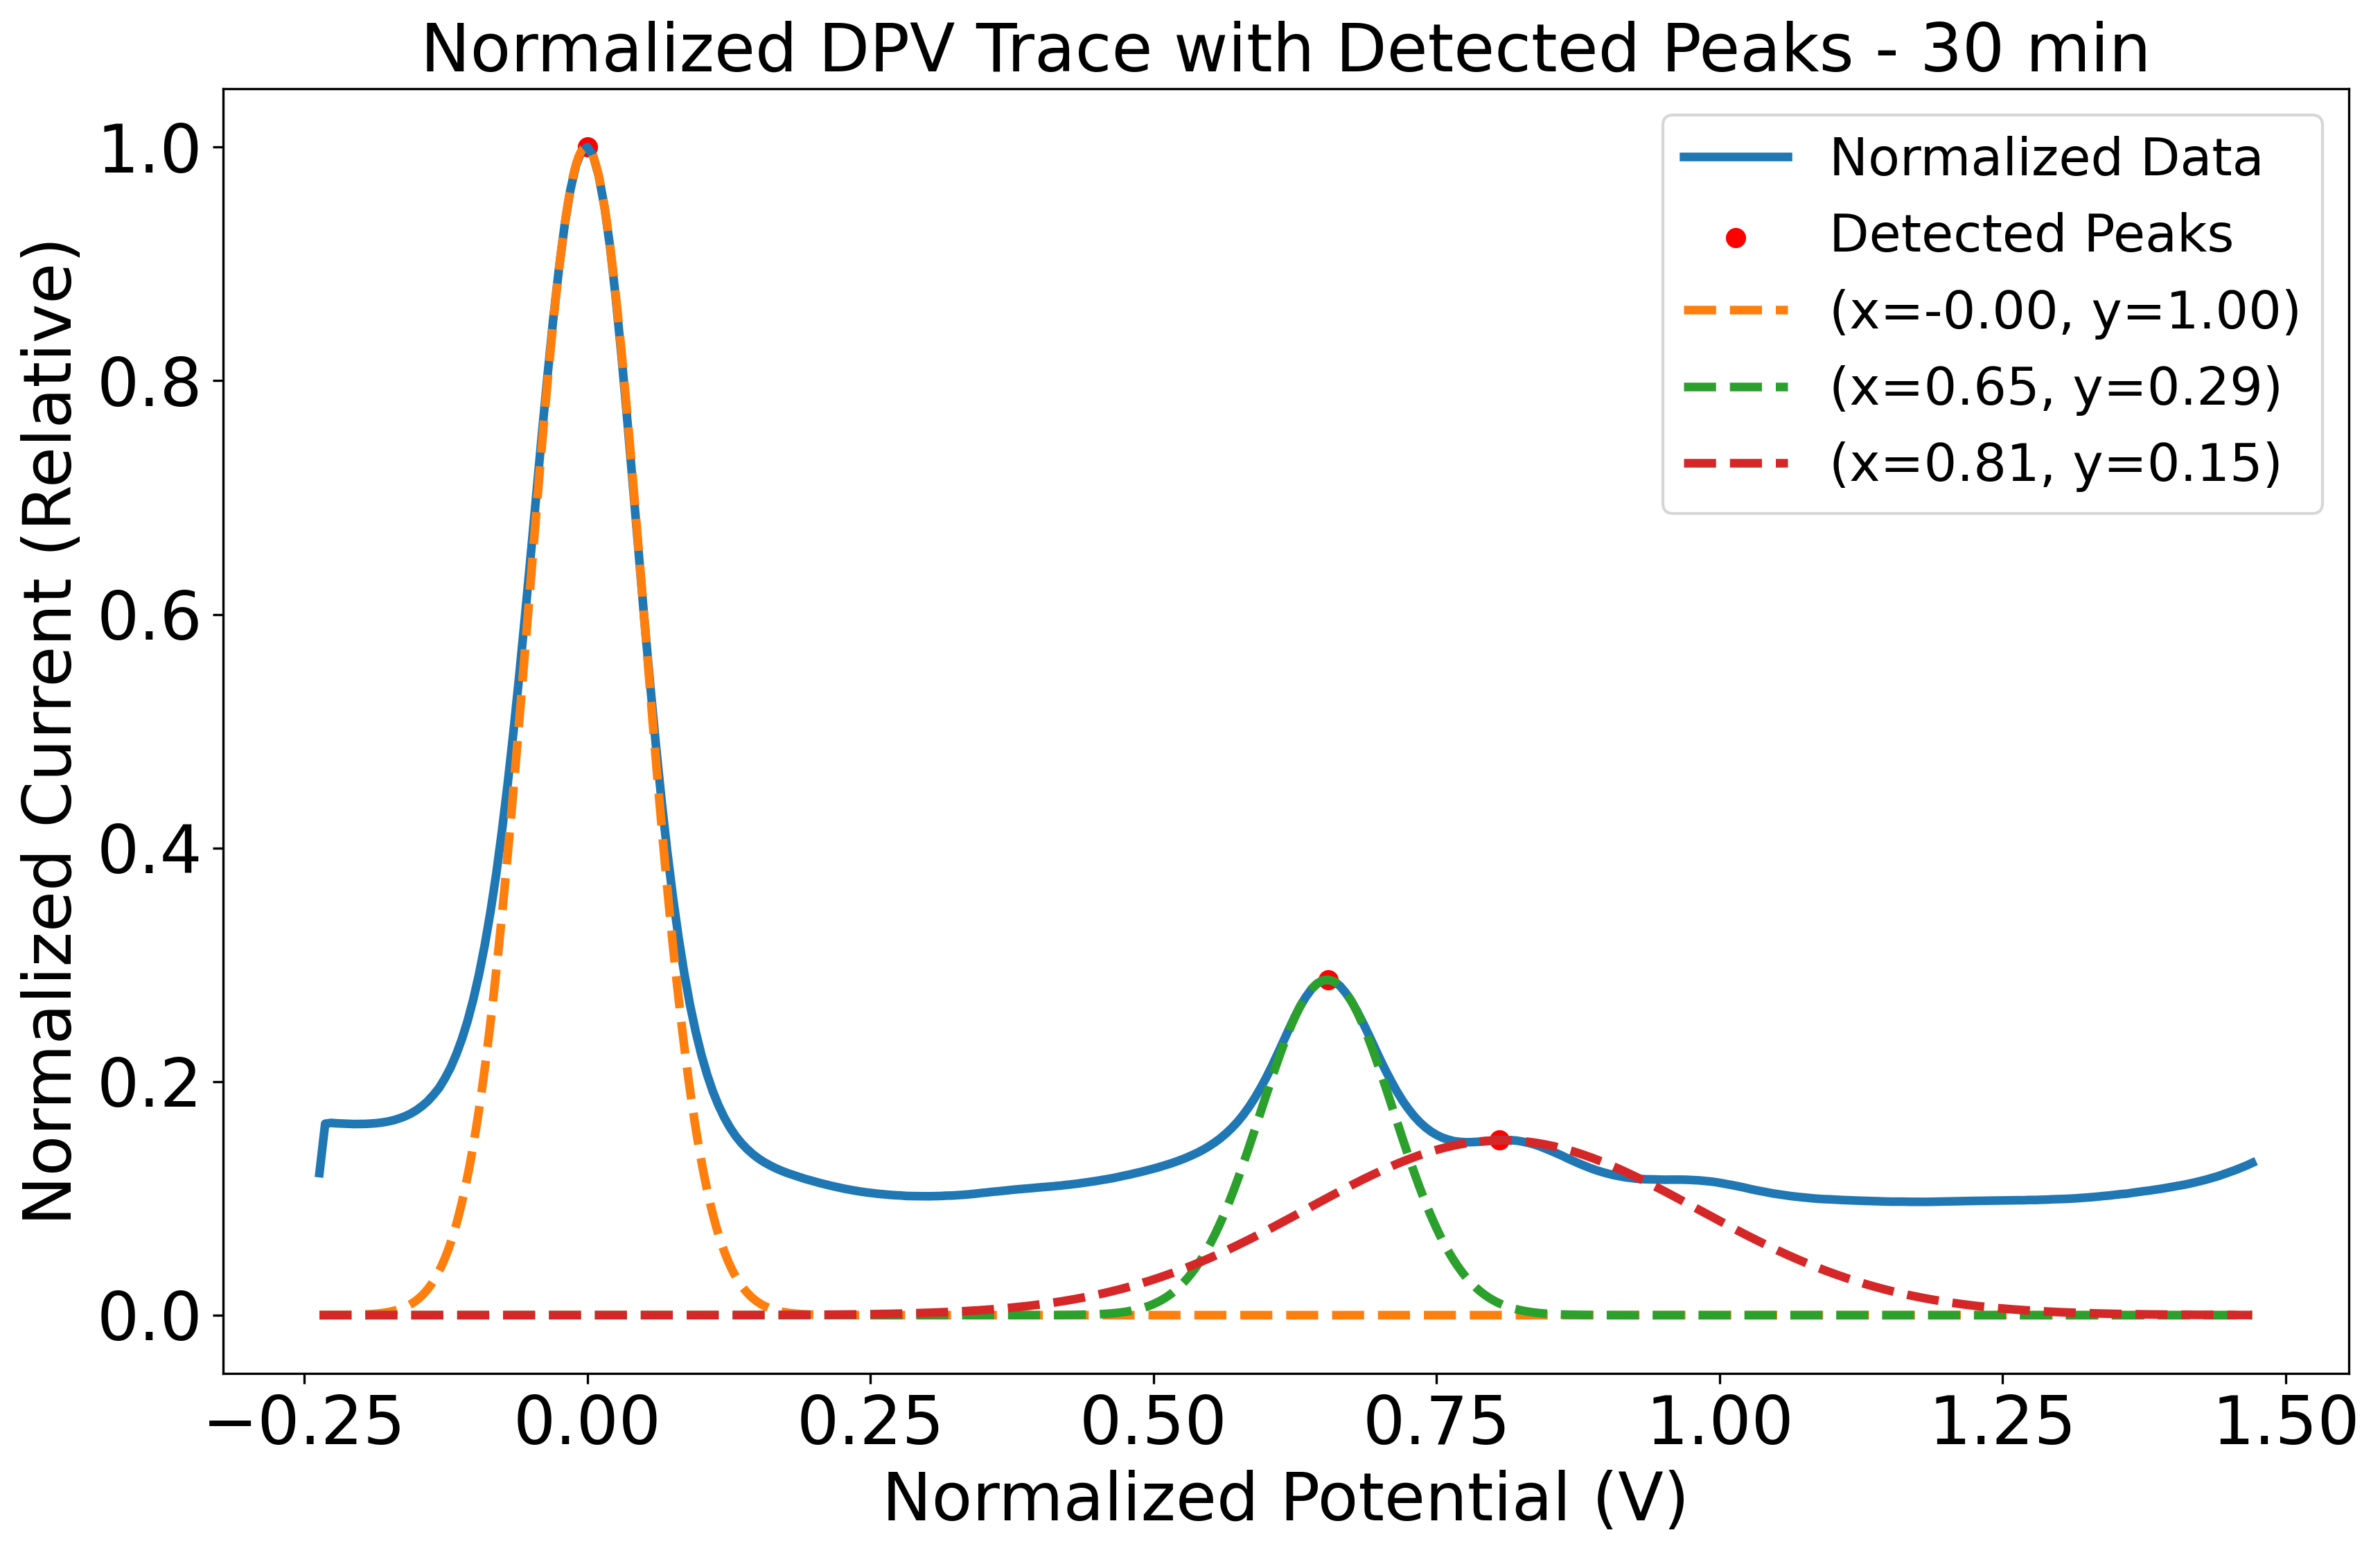 Normalized DPV Trace with Detected Peaks - 30 min
Normalized Current (Relative)
1.0
0.8
0.6
0.4
0.2
0.0
Normalized Data
Detected Peaks
(x=-0.00, y=1.00)
(x=0.65, y=0.29)
(x=0.81, y=0.15)
−0.25 0.00 0.25 0.50 0.75 1.00 1.25 1.50
Normalized Potential (V)